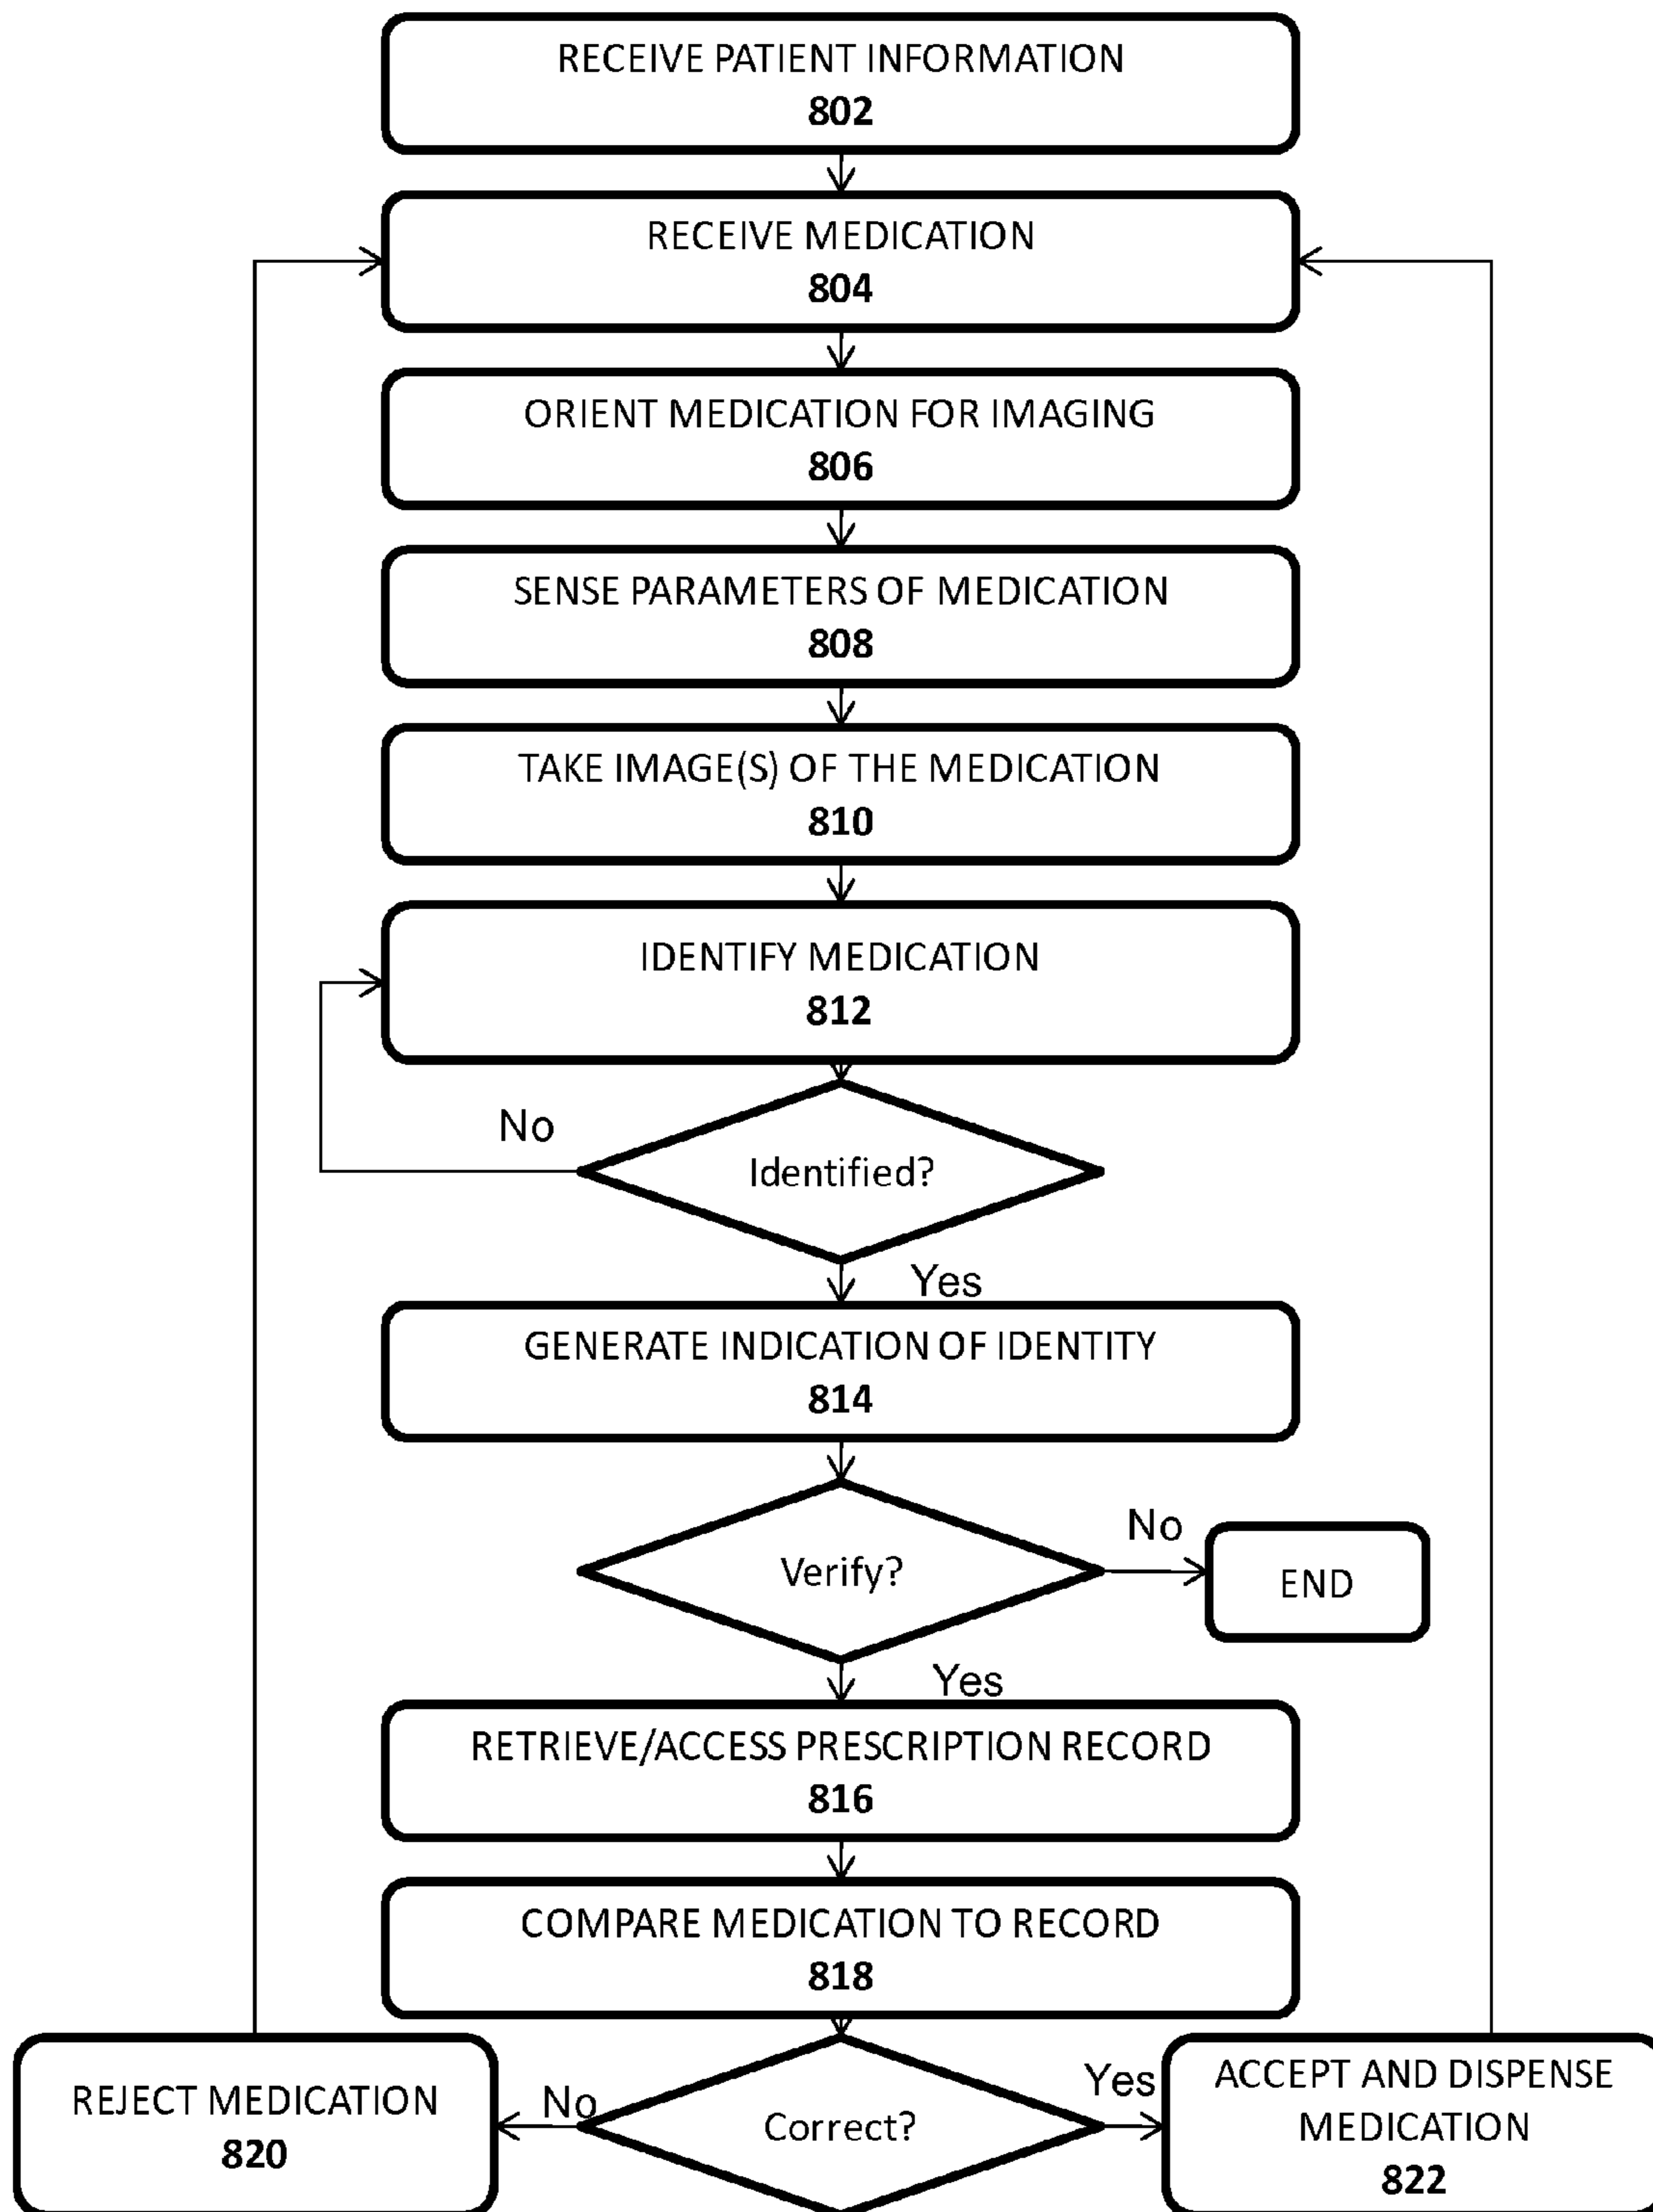 RECEIVE PATIENT INFORMATION
802
RECEIVE MEDICATION
804
ORIENT MEDICATION FOR IMAGING
806
SENSE PARAMETERS OF MEDICATION
808
TAKE IMAGE(S) OF THE MEDICATION
810
IDENTIFY MEDICATION
812
No
Identified?
Yes
GENERATE INDICATION OF IDENTITY
814
Verify?
No
END
Yes
RETRIEVE/ACCESS PRESCRIPTION RECORD
816
COMPARE MEDICATION TO RECORD
818
REJECT MEDICATION
820
No
Correct?
Yes
ACCEPT AND DISPENSE
MEDICATION
822